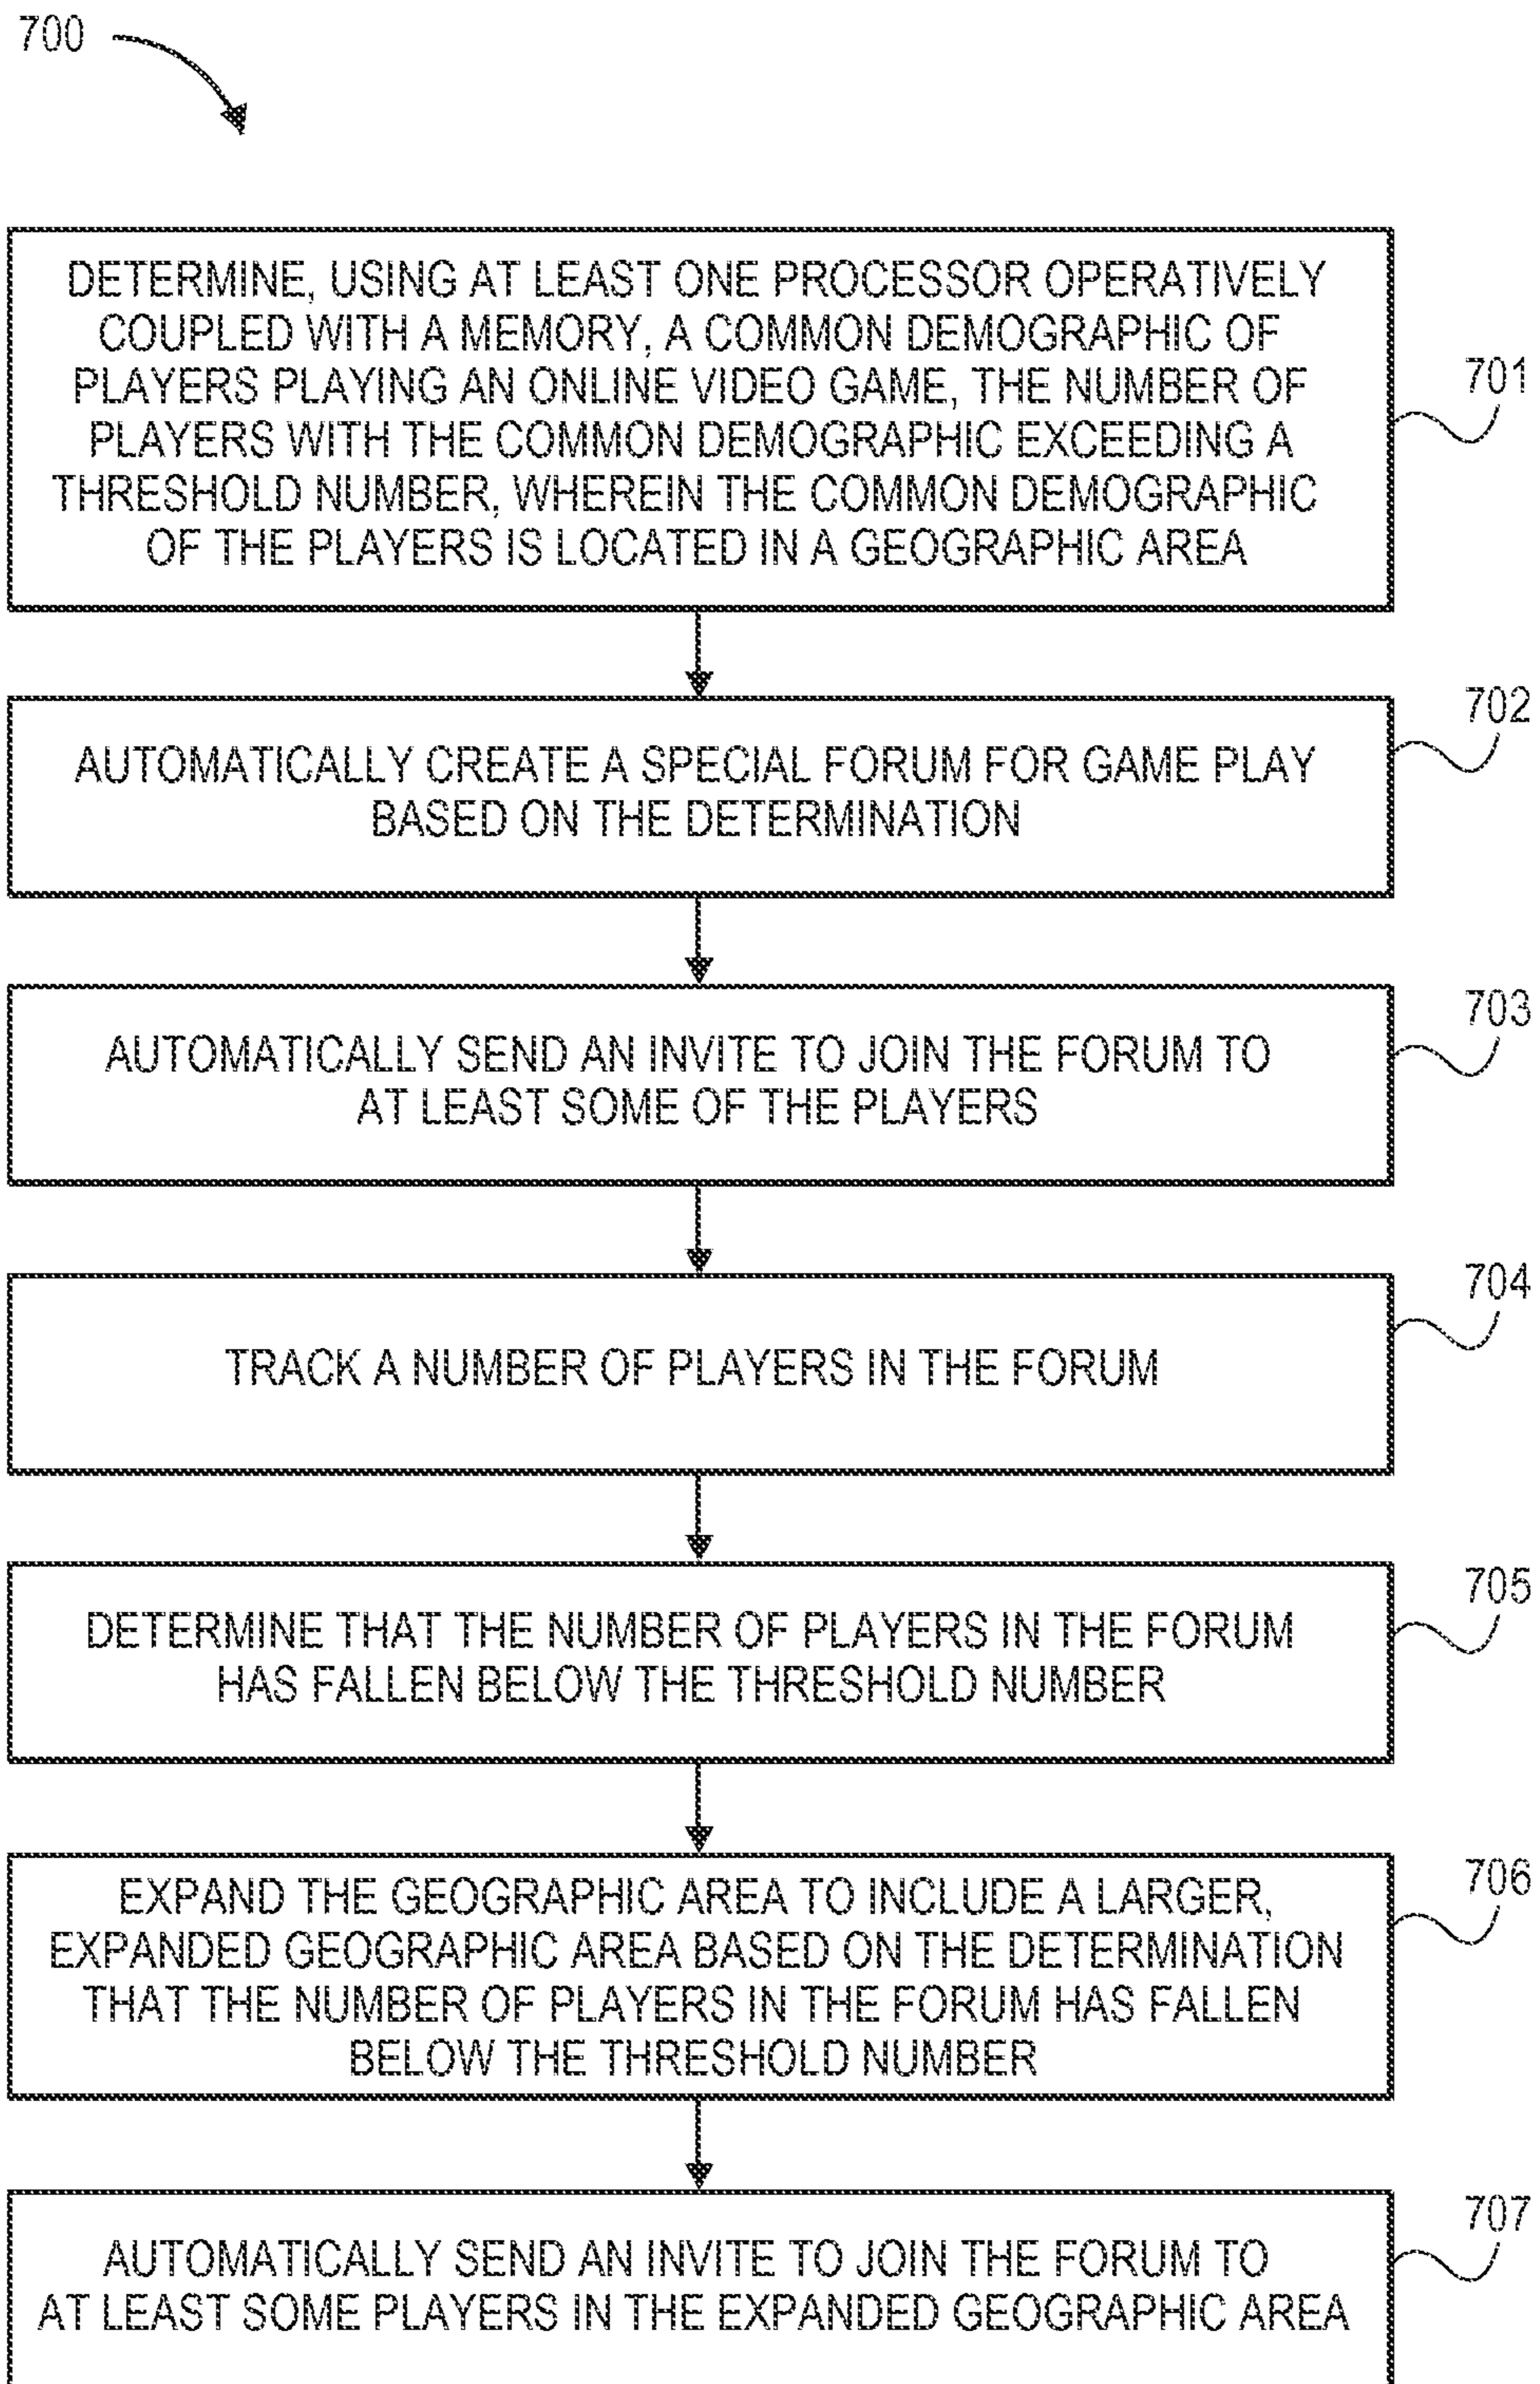 700
DETERMINE, USING AT LEAST ONE PROCESSOR OPERATIVELY
COUPLED WITH A MEMORY, A COMMON DEMOGRAPHIC OF
PLAYERS PLAYING AN ONLINE VIDEO GAME, THE NUMBER OF
PLAYERS WITH THE COMMON DEMOGRAPHIC EXCEEDING A
THRESHOLD NUMBER, WHEREIN THE COMMON DEMOGRAPHIC
OF THE PLAYERS IS LOCATED IN A GEOGRAPHIC AREA
701
AUTOMATICALLY CREATE A SPECIAL FORUM FOR GAME PLAY
BASED ON THE DETERMINATION
702
AUTOMATICALLY SEND AN INVITE TO JOIN THE FORUM TO
AT LEAST SOME OF THE PLAYERS
703
TRACK A NUMBER OF PLAYERS IN THE FORUM
704
DETERMINE THAT THE NUMBER OF PLAYERS IN THE FORUM
HAS FALLEN BELOW THE THRESHOLD NUMBER
705
EXPAND THE GEOGRAPHIC AREA TO INCLUDE A LARGER,
EXPANDED GEOGRAPHIC AREA BASED ON THE DETERMINATION
THAT THE NUMBER OF PLAYERS IN THE FORUM HAS FALLEN
BELOW THE THRESHOLD NUMBER
706
AUTOMATICALLY SEND AN INVITE TO JOIN THE FORUM TO
AT LEAST SOME PLAYERS IN THE EXPANDED GEOGRAPHIC AREA
707